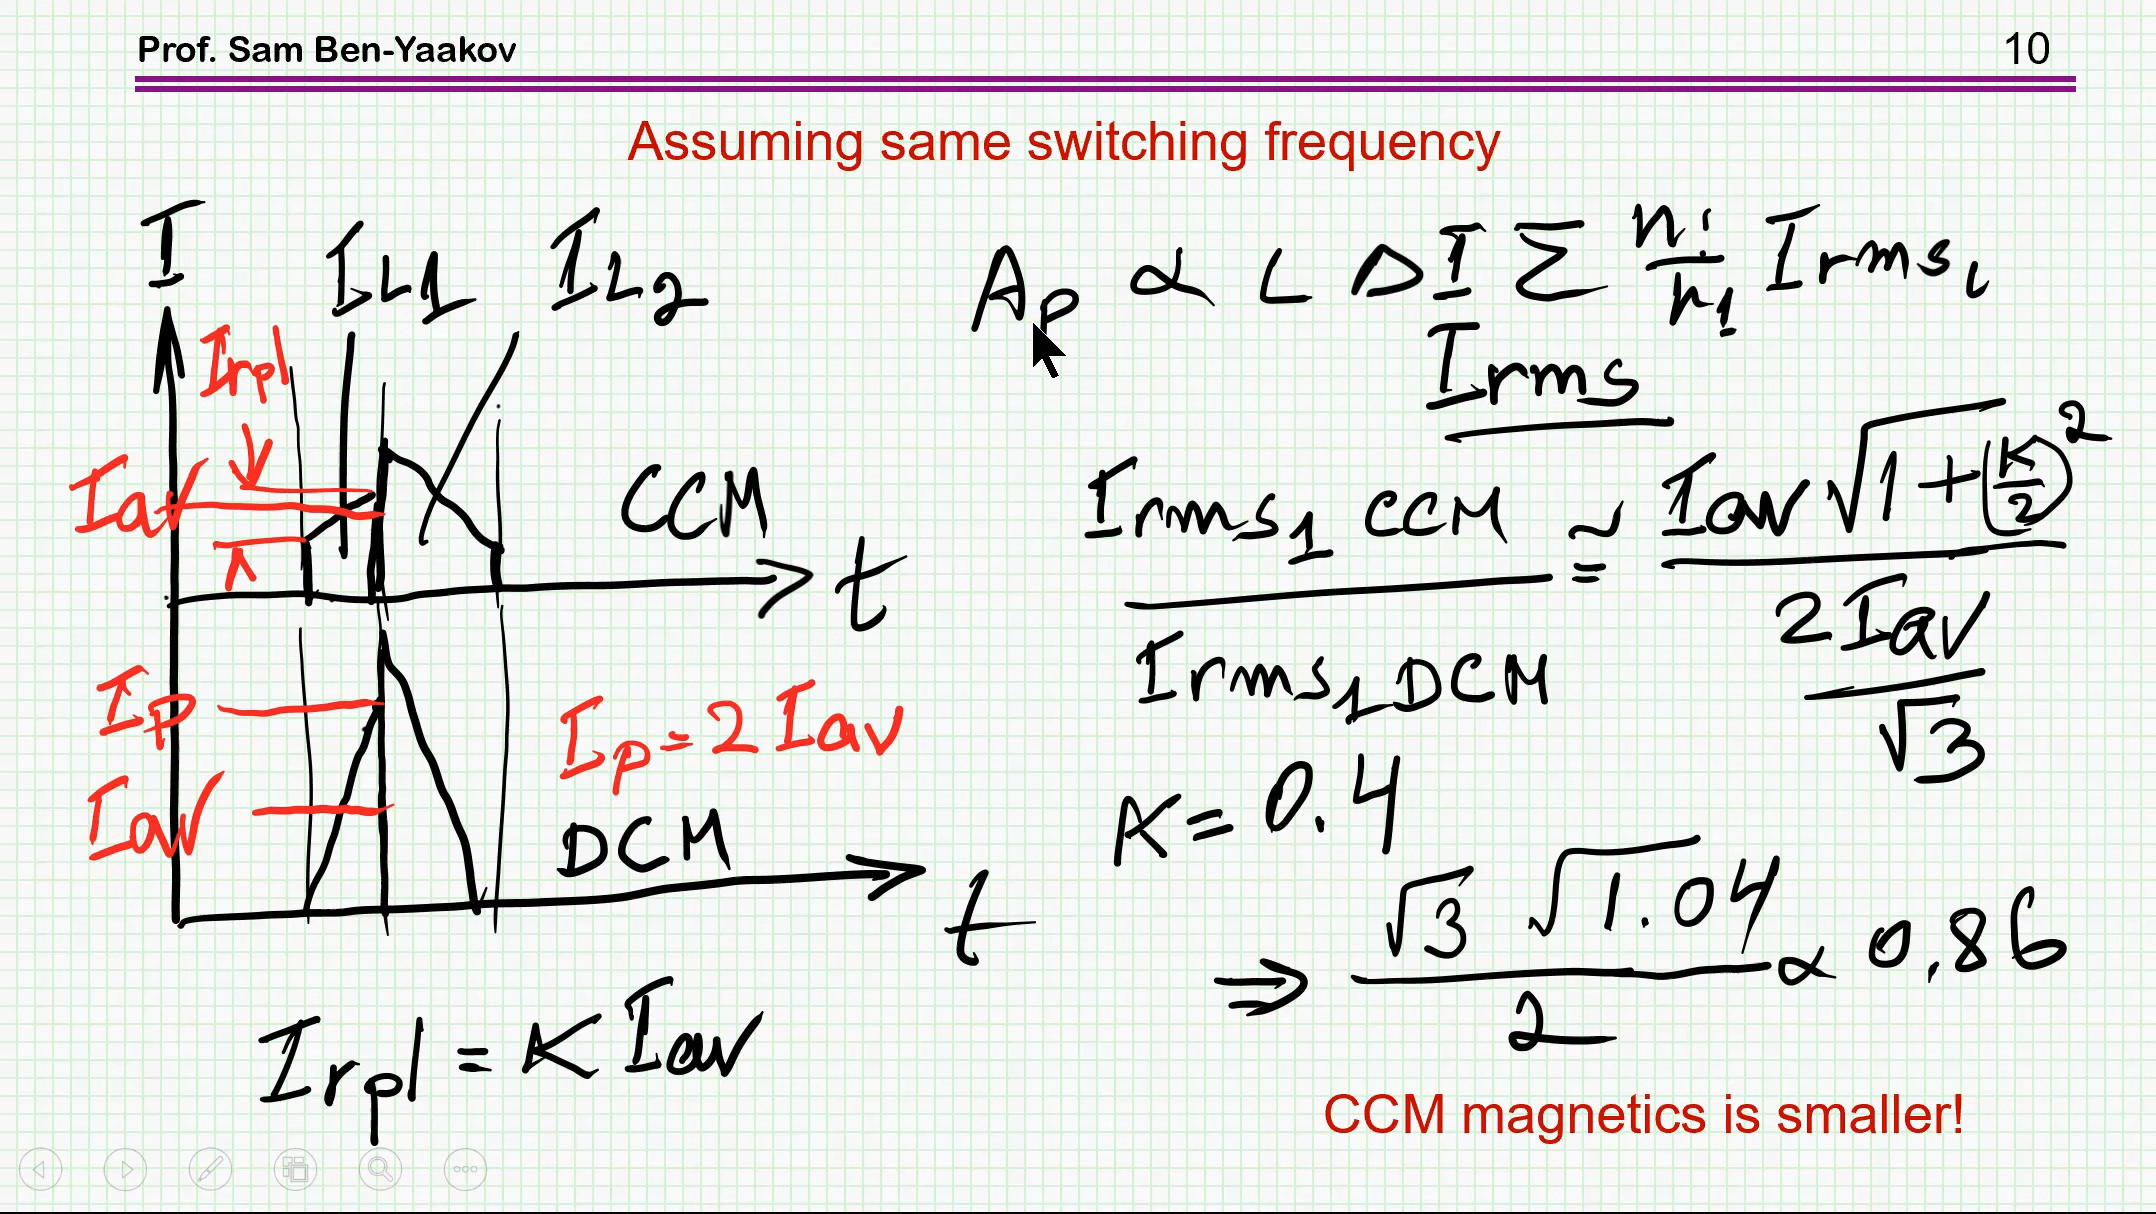 Prof. Sam Ben-Yaakov
10
Assuming same switching frequency
I IL1 IL2
Ap ∝ L ΔI Σ ni/n1 Irmsi
Irpl
Irms
Iav
CCM
t
Irms1 CCM / Irms1 DCM ≅ Iav √1+(K/2)² / 2Iav/√3
Ip
Ip = 2 Iav
Iav
DCM
t
K = 0.4
⇒ √3 √1.04 / 2 ∝ 0.86
Irpl = K Iav
CCM magnetics is smaller!